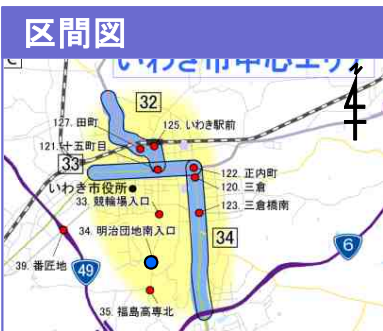 区間図
いわき市中心エリア
32
127. 田町
125. いわき駅前
121. 十五町目
33
122. 正内町
いわき市役所
120. 三倉
33. 競輪場入口
123. 三倉橋南
34. 明治団地南入口
34
6
39. 番匠地
49
35. 福島高専北